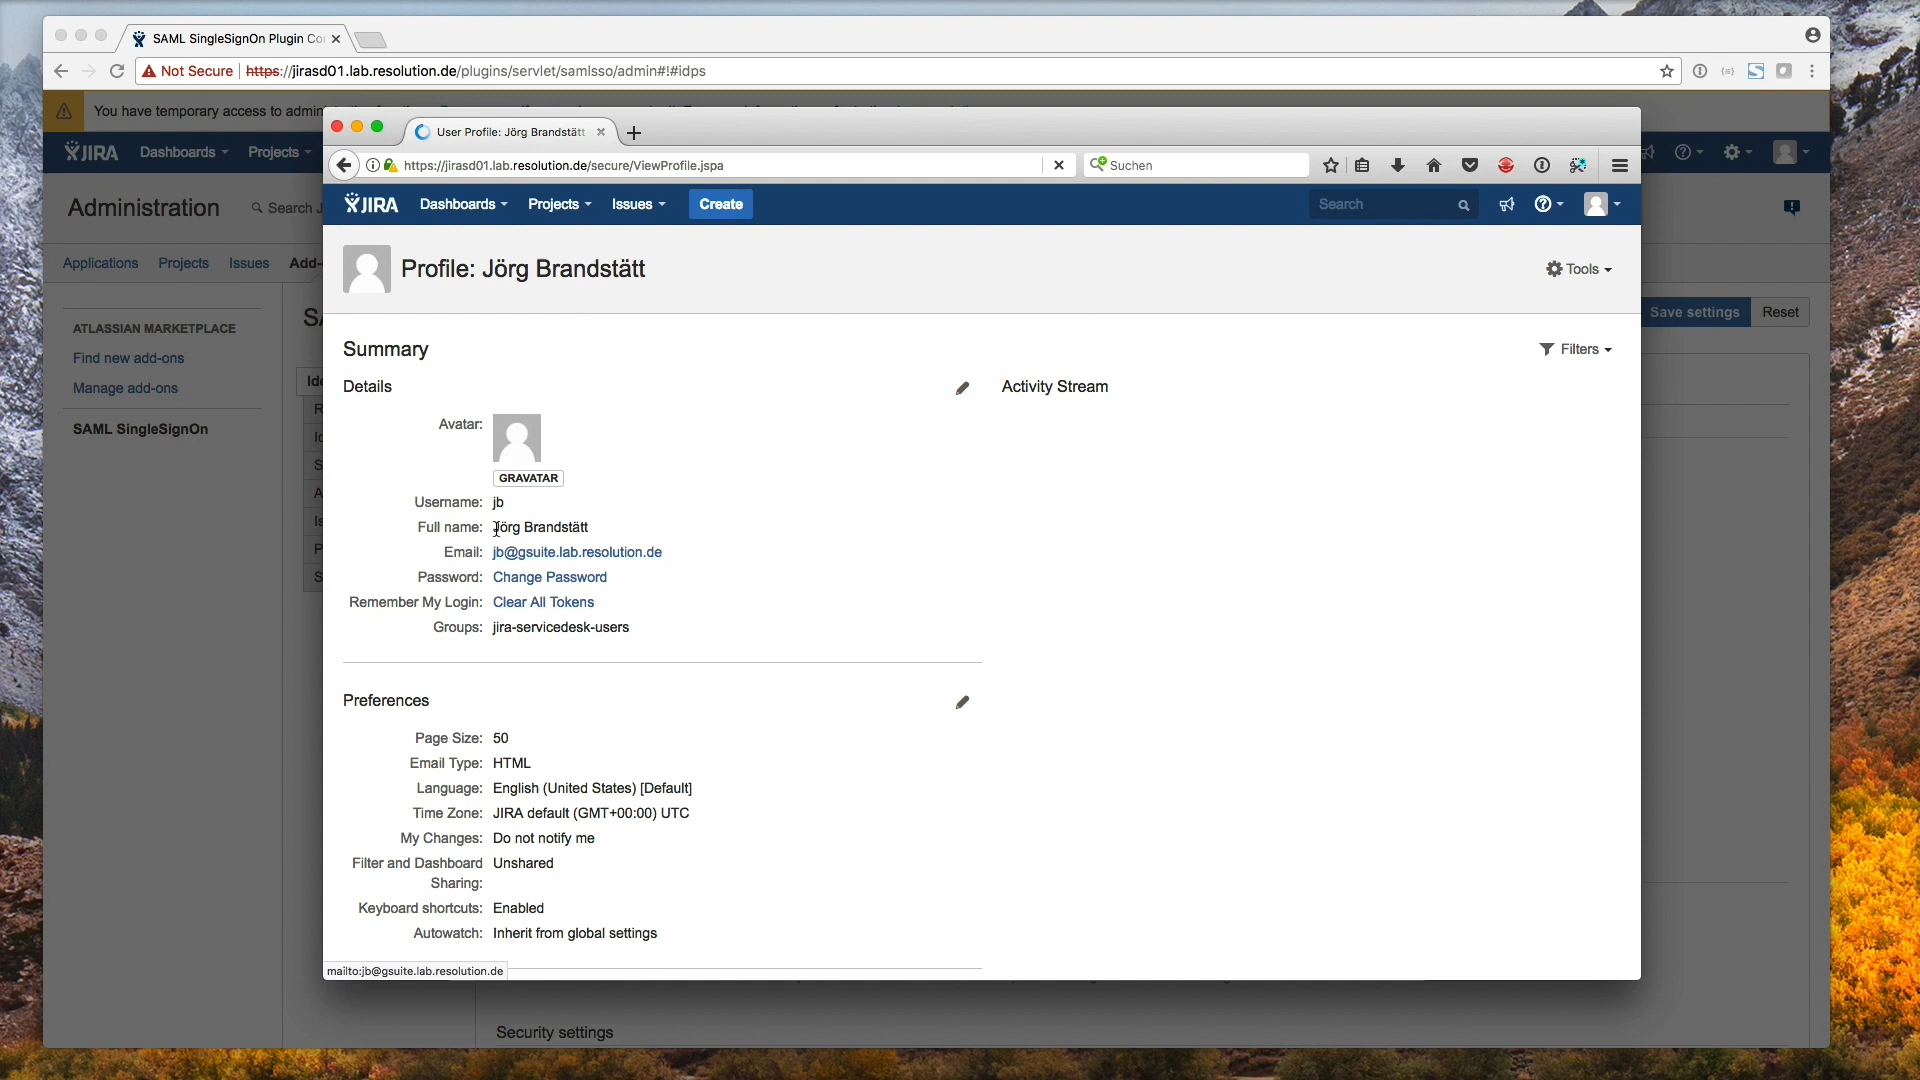 SAML SingleSignOn Plugin Co
Not Secure https://jirasd01.lab.resolution.de/plugins/servlet/samlsso/admin#!#idps
You have temporary access to admin
JIRA Dashboards Projects
Administration Search J
Applications Projects Issues Add-
ATLASSIAN MARKETPLACE
Find new add-ons
Manage add-ons
SAML SingleSignOn
Save settings Reset
User Profile: Jörg Brandstätt
https://jirasd01.lab.resolution.de/secure/ViewProfile.jspa Suchen
JIRA Dashboards Projects Issues Create Search
Profile: Jörg Brandstätt Tools
Summary Filters
Details Activity Stream
Avatar:
GRAVATAR
Username: jb
Full name: Jörg Brandstätt
Email: jb@gsuite.lab.resolution.de
Password: Change Password
Remember My Login: Clear All Tokens
Groups: jira-servicedesk-users
Preferences
Page Size: 50
Email Type: HTML
Language: English (United States) [Default]
Time Zone: JIRA default (GMT+00:00) UTC
My Changes: Do not notify me
Filter and Dashboard Unshared
Sharing:
Keyboard shortcuts: Enabled
Autowatch: Inherit from global settings
mailto:jb@gsuite.lab.resolution.de
Security settings